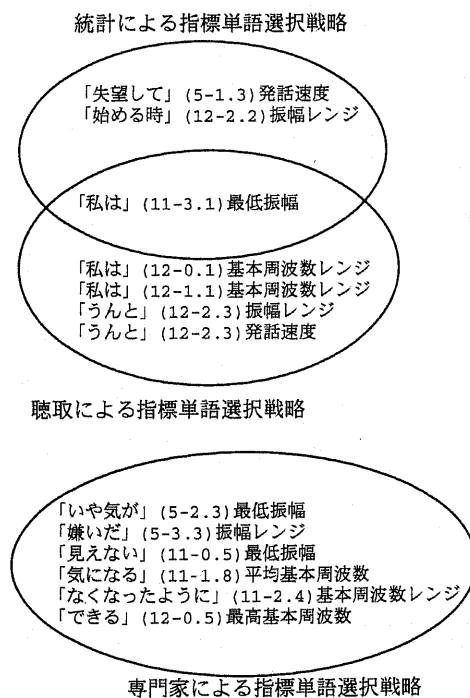 統計による指標単語選択戦略
「失望して」(5-1.3)発話速度
「始める時」(12-2.2)振幅レンジ
「私は」(11-3.1)最低振幅
「私は」(12-0.1)基本周波数レンジ
「私は」(12-1.1)基本周波数レンジ
「うんと」(12-2.3)振幅レンジ
「うんと」(12-2.3)発話速度
聴取による指標単語選択戦略
「いや気が」(5-2.3)最低振幅
「嫌いだ」(5-3.3)振幅レンジ
「見えない」(11-0.5)最低振幅
「気になる」(11-1.8)平均基本周波数
「なくなったように」(11-2.4)基本周波数レンジ
「できる」(12-0.5)最高基本周波数
専門家による指標単語選択戦略